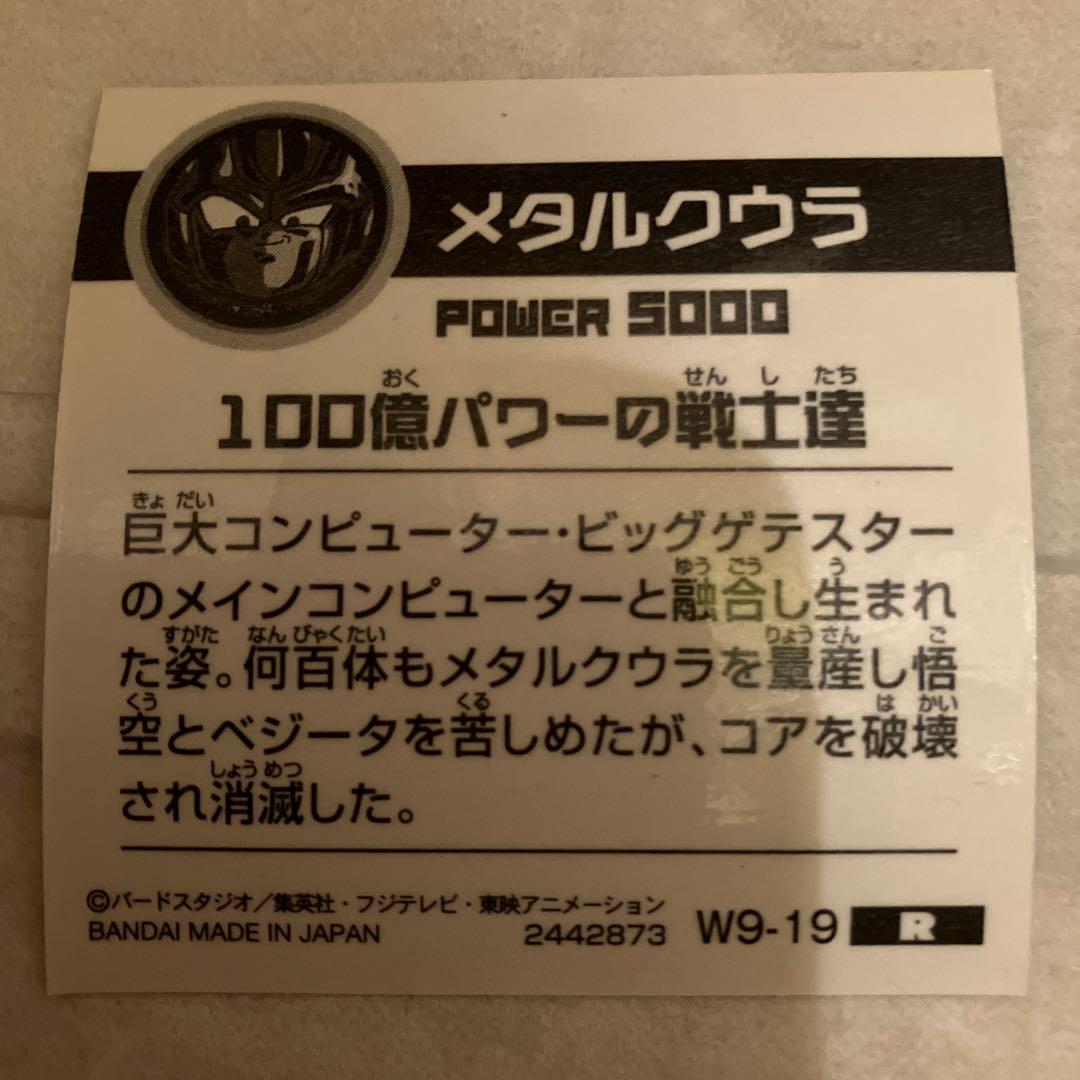 メタルクウラ
POWER 5000
100億パワーの戦士達
おく せん し たち
巨大コンピューター・ビッグゲテスター
きょ だい
のメインコンピューターと融合し生まれ
ゆう ごう う
た姿。何百体もメタルクウラを量産し悟
すがた なん びゃく たい りょう さん ご
空とベジータを苦しめたが、コアを破壊
くう くる は かい
され消滅した。
しょう めつ
©バードスタジオ／集英社・フジテレビ・東映アニメーション
BANDAI MADE IN JAPAN 2442873 W9-19 R